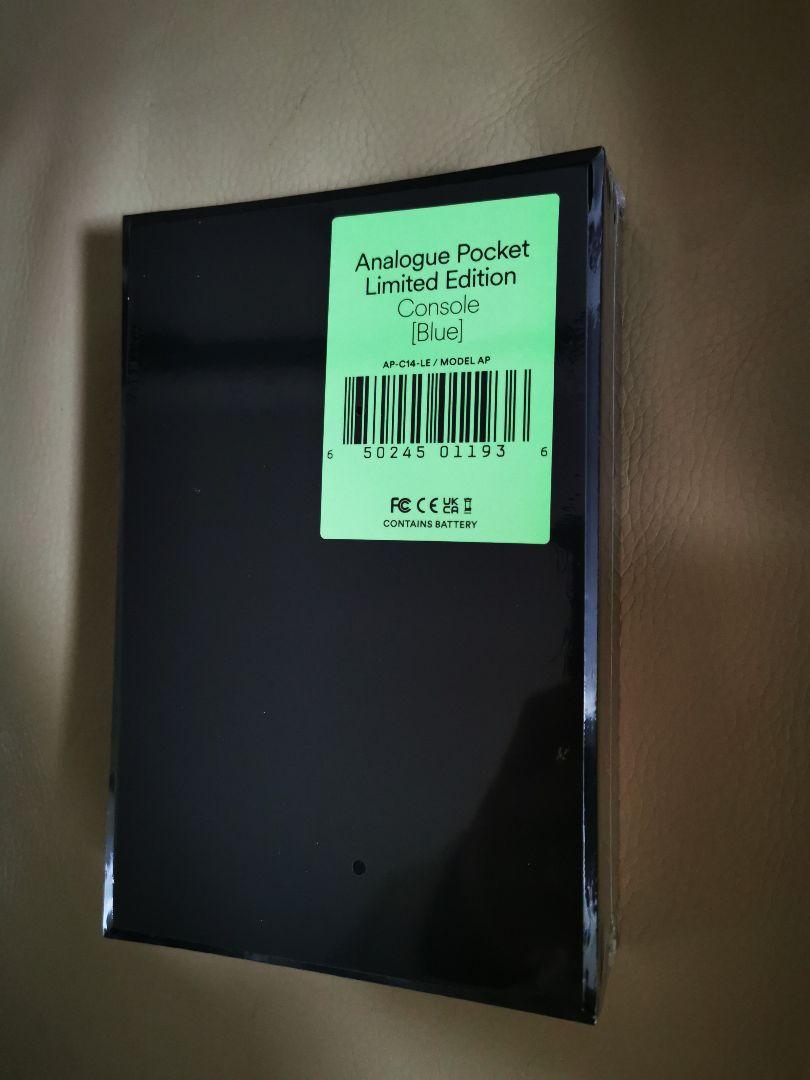 Analogue Pocket
Limited Edition
Console
[Blue]
AP-C14-LE / MODEL AP
6 50245 01193 6
FC CE UK CA
CONTAINS BATTERY